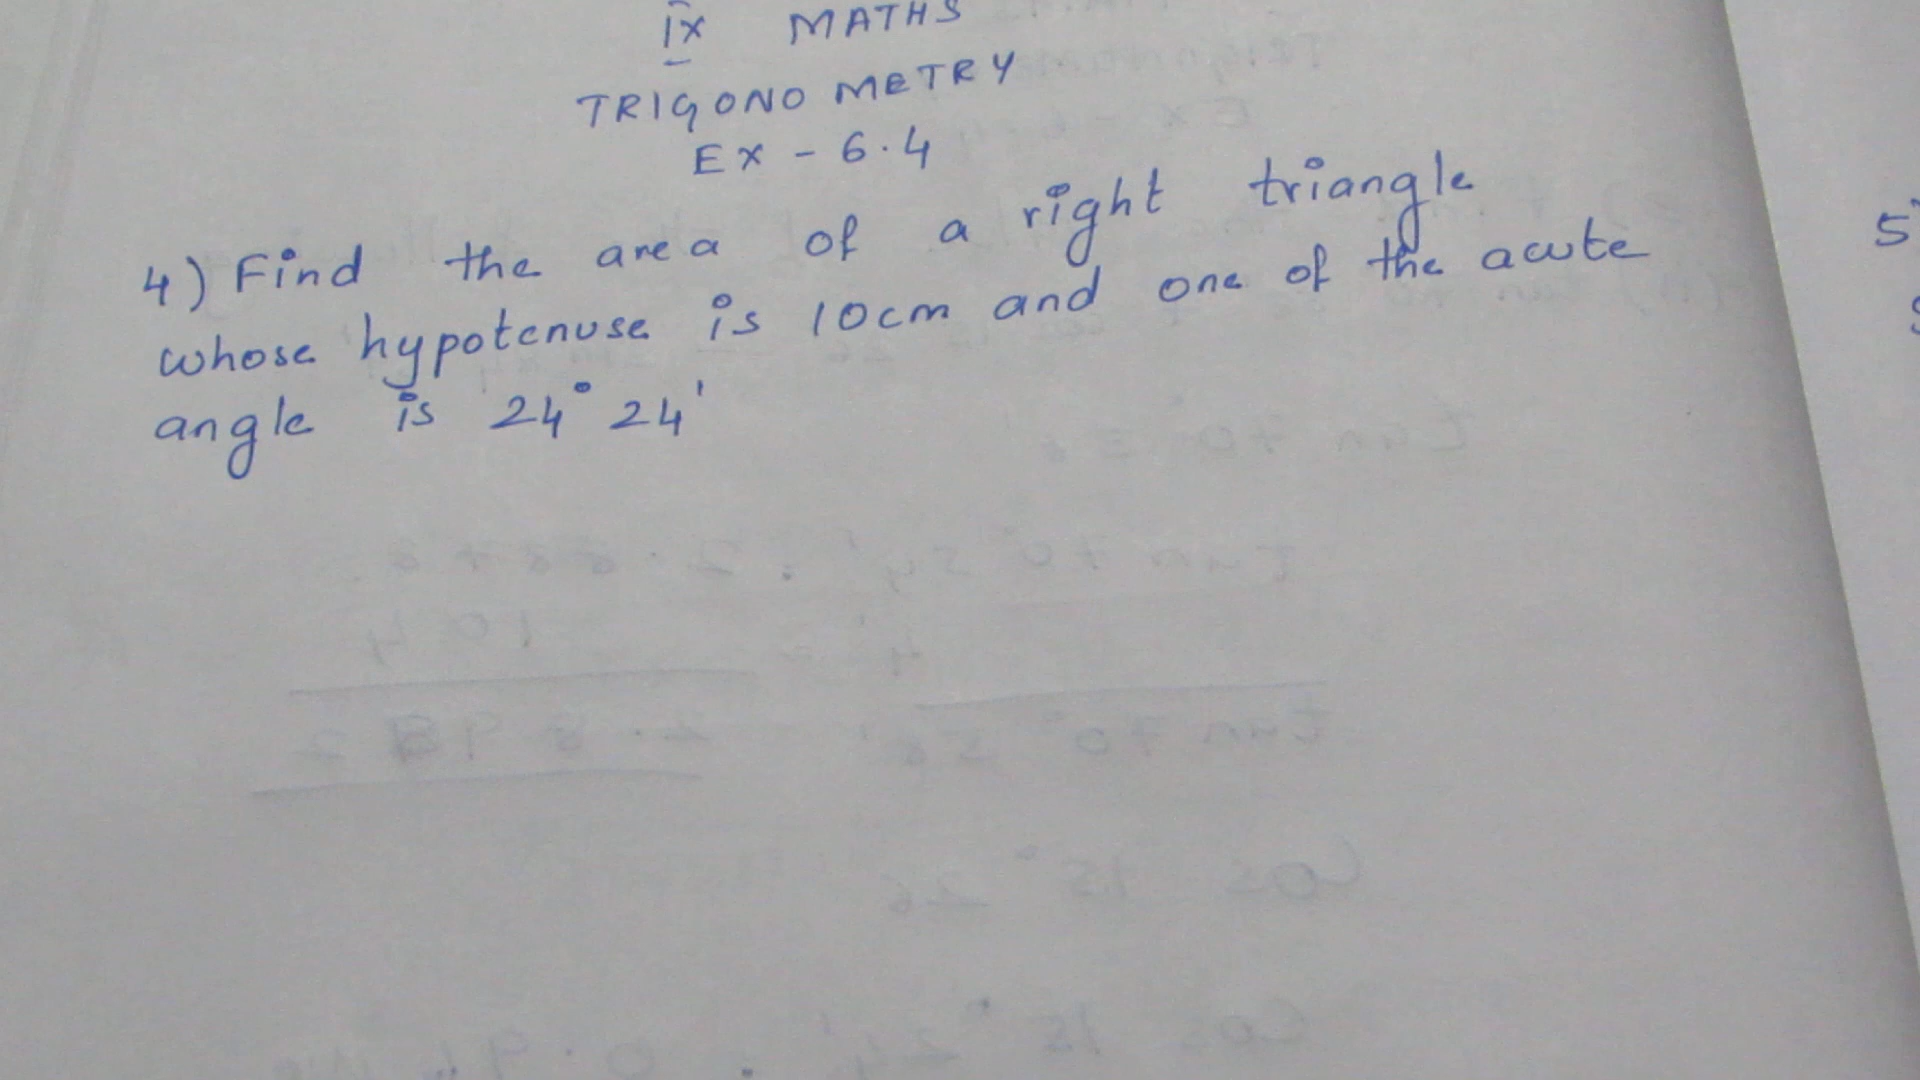 IX MATHS
TRIGONOMETRY
EX - 6.4
4) Find the area of a right triangle
whose hypotenuse is 10cm and one of the acute
angle is 24° 24'
5